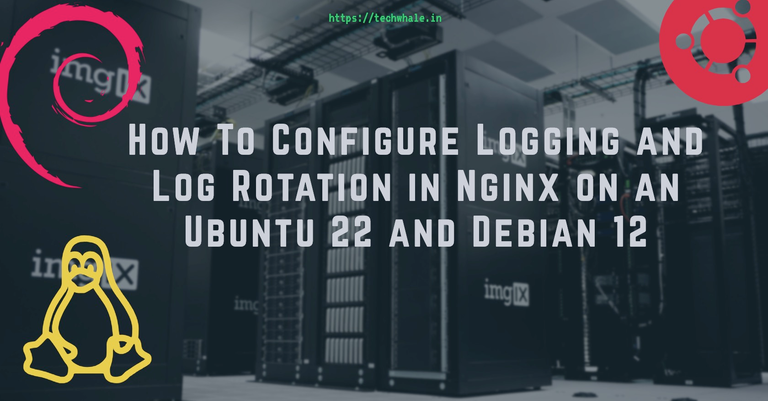 https://techwhale.in
imgIX
How To Configure Logging and
Log Rotation in Nginx on an
Ubuntu 22 and Debian 12
imgIX
imgIX